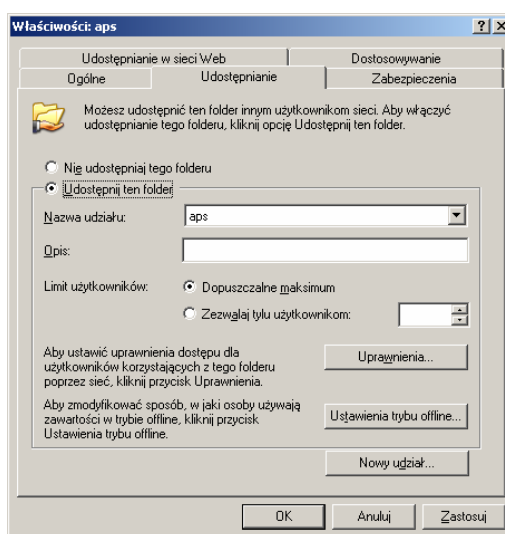 Właściwości: aps
Udostępnianie w sieci Web
Dostosowywanie
Ogólne
Udostępnianie
Zabezpieczenia
Możesz udostępnić ten folder innym użytkownikom sieci. Aby włączyć
udostępnianie tego folderu, kliknij opcję Udostępnij ten folder.
Nie udostępniaj tego folderu
Udostępnij ten folder
Nazwa udziału:
aps
Opis:
Limit użytkowników:
Dopuszczalne maksimum
Zezwalaj tylu użytkownikom:
Aby ustawić uprawnienia dostępu dla
użytkowników korzystających z tego folderu
poprzez sieć, kliknij przycisk Uprawnienia.
Uprawnienia...
Aby zmodyfikować sposób, w jaki osoby używają
zawartości w trybie offline, kliknij przycisk
Ustawienia trybu offline.
Ustawienia trybu offline...
Nowy udział...
OK
Anuluj
Zastosuj